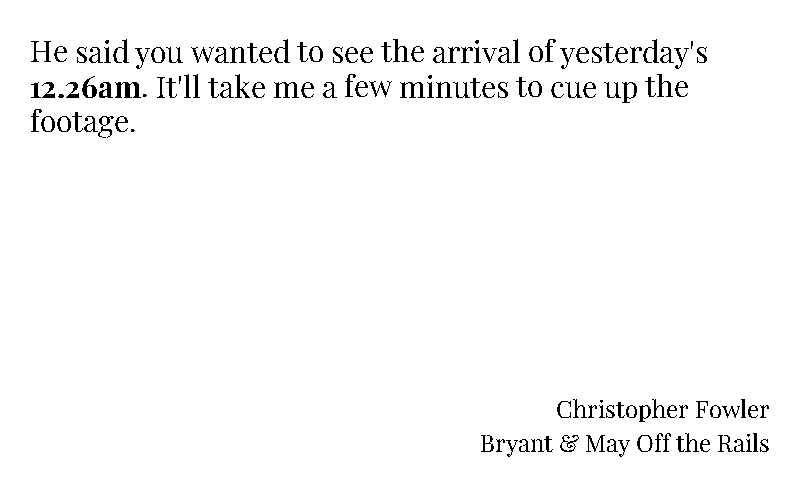 He said you wanted to see the arrival of yesterday's
12.26am. It'll take me a few minutes to cue up the
footage.
Christopher Fowler
Bryant & May Off the Rails